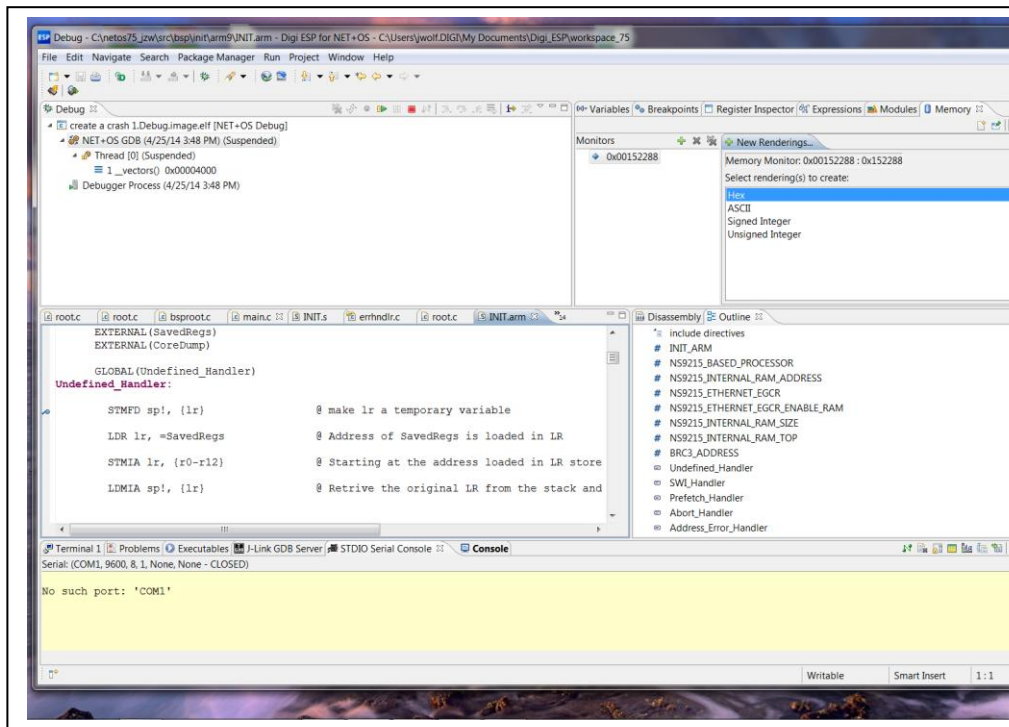 ESP Debug - C:\netos75_jzw\src\bsp\init\arm9\INIT.arm - Digi ESP for NET+OS - C:\Users\jwolf.DIGI\My Documents\Digi_ESP\workspace_75
File Edit Navigate Search Package Manager Run Project Window Help
Debug
create a crash 1.Debug.image.elf [NET+OS Debug]
NET+OS GDB (4/25/14 3:48 PM) (Suspended)
Thread [0] (Suspended)
1 __vectors() 0x00004000
Debugger Process (4/25/14 3:48 PM)
(x)= Variables Breakpoints Register Inspector Expressions Modules Memory
Monitors
0x00152288
New Renderings...
Memory Monitor: 0x00152288 : 0x152288
Select rendering(s) to create:
Hex
ASCII
Signed Integer
Unsigned Integer
root.c root.c bsproot.c main.c INIT.s errhndlr.c root.c INIT.arm »24
EXTERNAL(SavedRegs)
EXTERNAL(CoreDump)
GLOBAL(Undefined_Handler)
Undefined_Handler:
STMFD sp!, {lr} @ make lr a temporary variable
LDR lr, =SavedRegs @ Address of SavedRegs is loaded in LR
STMIA lr, {r0-r12} @ Starting at the address loaded in LR store
LDMIA sp!, {lr} @ Retrive the original LR from the stack and
Disassembly Outline
include directives
# INIT_ARM
# NS9215_BASED_PROCESSOR
# NS9215_INTERNAL_RAM_ADDRESS
# NS9215_ETHERNET_EGCR
# NS9215_ETHERNET_EGCR_ENABLE_RAM
# NS9215_INTERNAL_RAM_SIZE
# NS9215_INTERNAL_RAM_TOP
# BRC3_ADDRESS
Undefined_Handler
SWI_Handler
Prefetch_Handler
Abort_Handler
Address_Error_Handler
Terminal 1 Problems Executables J-Link GDB Server STDIO Serial Console Console
Serial: (COM1, 9600, 8, 1, None, None - CLOSED)
No such port: 'COM1'
Writable Smart Insert 1 : 1